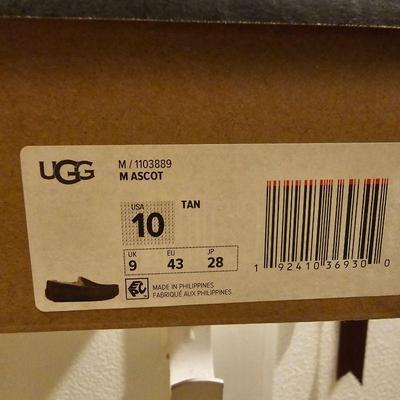 UGG
M / 1103889
M ASCOT
USA
10
TAN
UK EU JP
9 43 28
MADE IN PHILIPPINES
FABRIQUÉ AUX PHILIPPINES
1 92410 36930 0